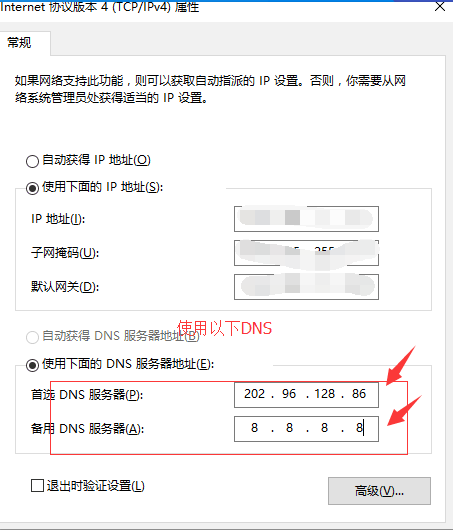 Internet 协议版本 4 (TCP/IPv4) 属性
常规
如果网络支持此功能，则可以获取自动指派的 IP 设置。否则，你需要从网
络系统管理员处获得适当的 IP 设置。
自动获得 IP 地址(O)
使用下面的 IP 地址(S):
IP 地址(I):
子网掩码(U):
默认网关(D):
使用以下DNS
自动获得 DNS 服务器地址(B)
使用下面的 DNS 服务器地址(E):
首选 DNS 服务器(P): 202 . 96 . 128 . 86
备用 DNS 服务器(A): 8 . 8 . 8 . 8
退出时验证设置(L)
高级(V)...